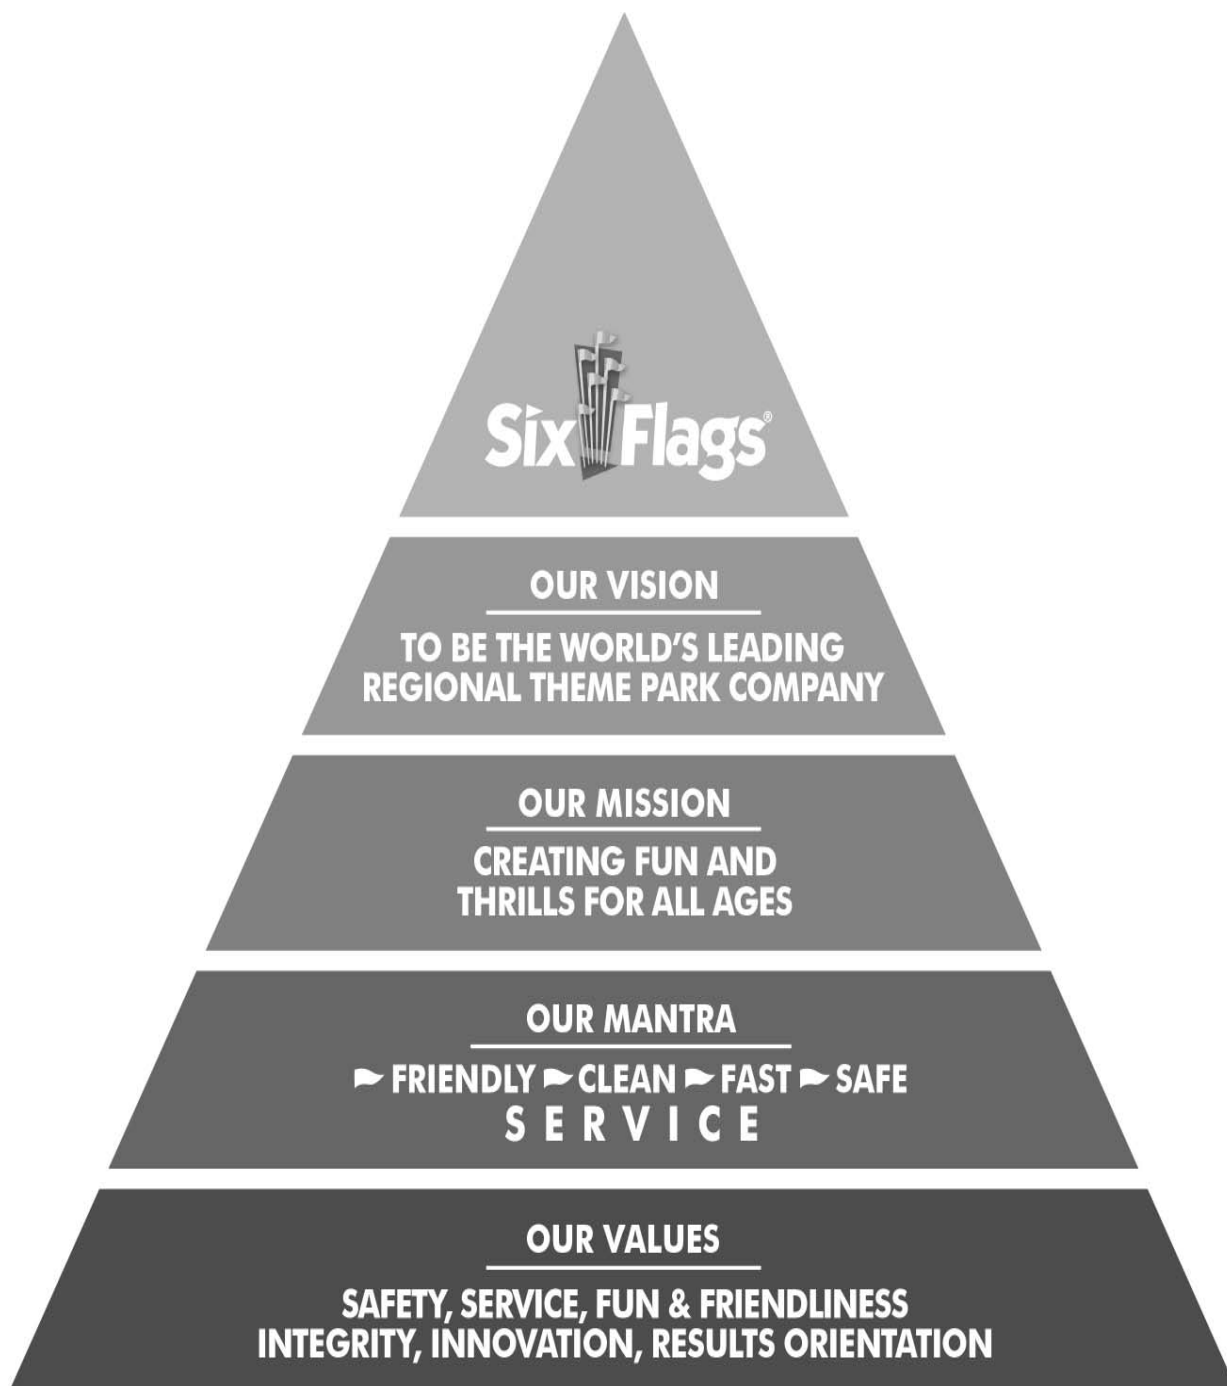 Six Flags®
OUR VISION
TO BE THE WORLD'S LEADING
REGIONAL THEME PARK COMPANY
OUR MISSION
CREATING FUN AND
THRILLS FOR ALL AGES
OUR MANTRA
FRIENDLY CLEAN FAST SAFE
SERVICE
OUR VALUES
SAFETY, SERVICE, FUN & FRIENDLINESS
INTEGRITY, INNOVATION, RESULTS ORIENTATION